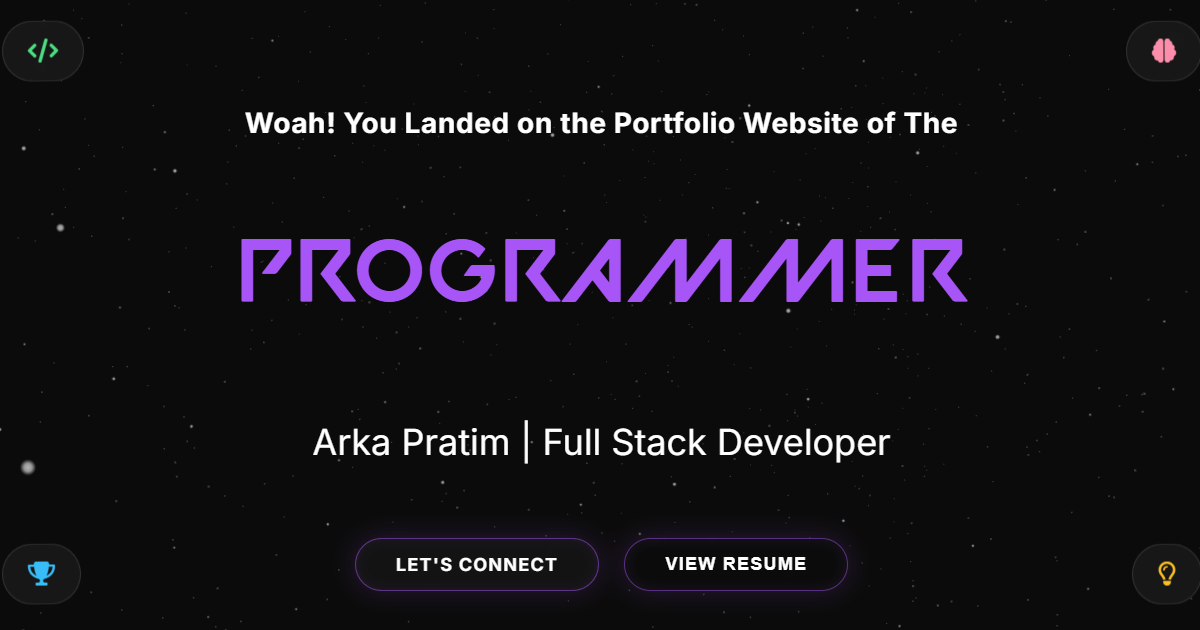 Woah! You Landed on the Portfolio Website of The
PROGRAMMER
Arka Pratim | Full Stack Developer
LET'S CONNECT
VIEW RESUME